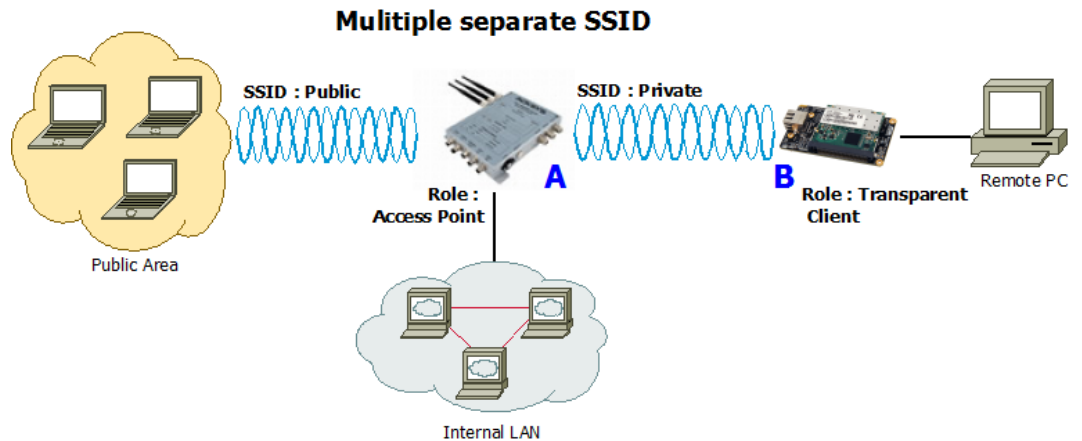 Mulitiple separate SSID
SSID : Public
SSID : Private
A
B
Role :
Access Point
Role : Transparent
Client
Remote PC
Public Area
Internal LAN